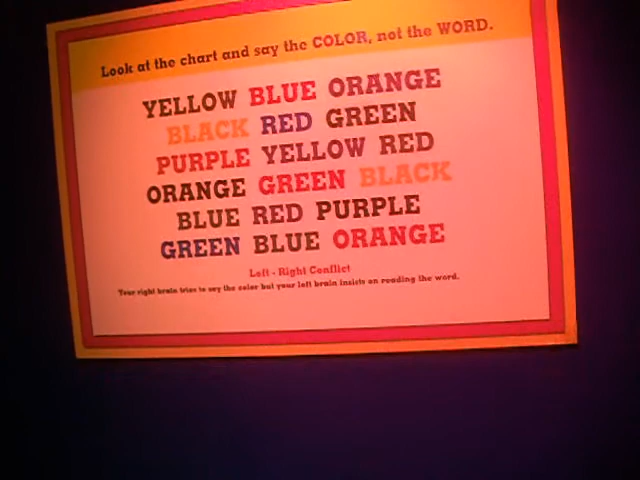 Look at the chart and say the COLOR, not the WORD.
YELLOW BLUE ORANGE
BLACK RED GREEN
PURPLE YELLOW RED
ORANGE GREEN BLACK
BLUE RED PURPLE
GREEN BLUE ORANGE
Left - Right Conflict
Your right brain tries to say the color but your left brain insists on reading the word.